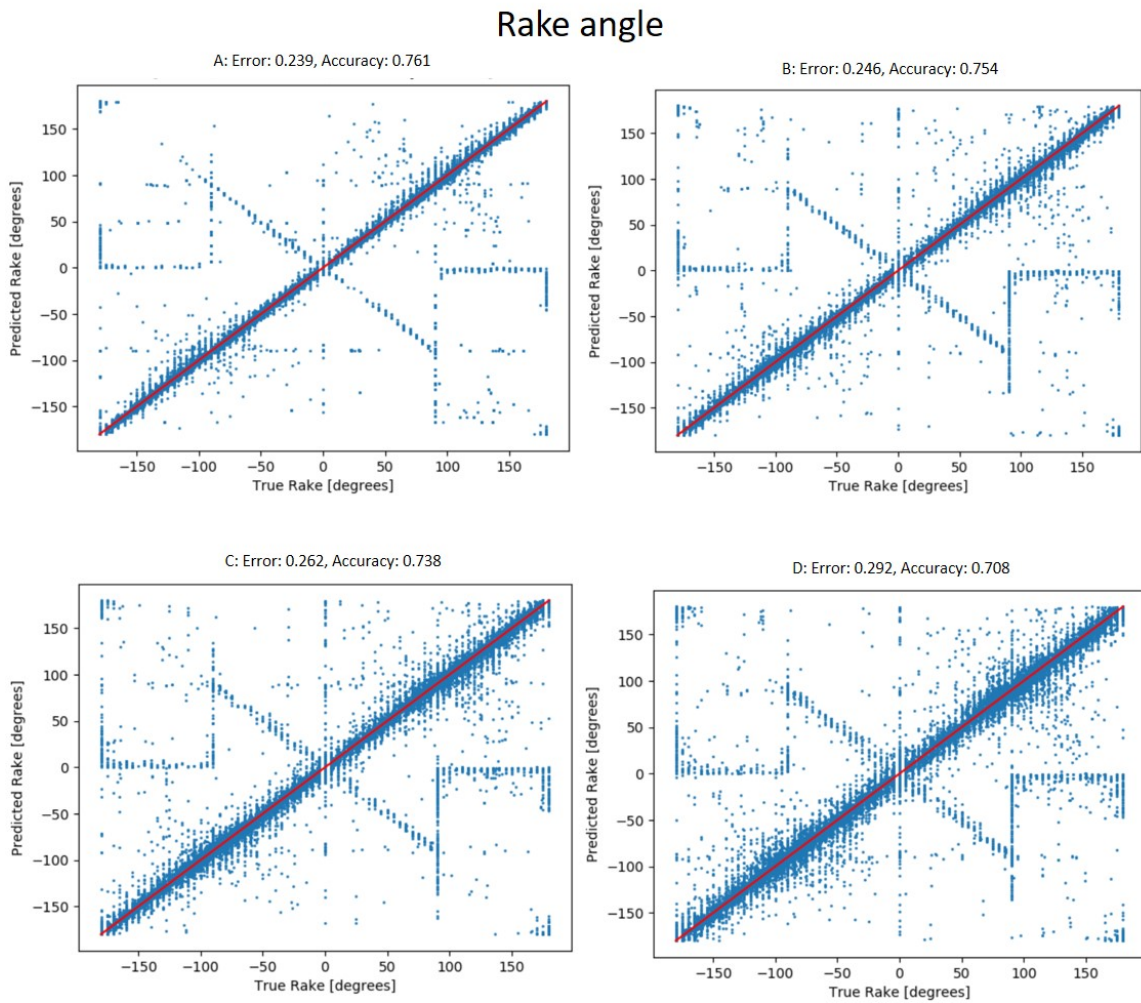 Rake angle
A: Error: 0.239, Accuracy: 0.761
150
100
50
0
−50
−100
−150
Predicted Rake [degrees]
−150 −100 −50 0 50 100 150
True Rake [degrees]
B: Error: 0.246, Accuracy: 0.754
150
100
50
0
−50
−100
−150
Predicted Rake [degrees]
−150 −100 −50 0 50 100 150
True Rake [degrees]
C: Error: 0.262, Accuracy: 0.738
150
100
50
0
−50
−100
−150
Predicted Rake [degrees]
−150 −100 −50 0 50 100 150
True Rake [degrees]
D: Error: 0.292, Accuracy: 0.708
150
100
50
0
−50
−100
−150
Predicted Rake [degrees]
−150 −100 −50 0 50 100 150
True Rake [degrees]